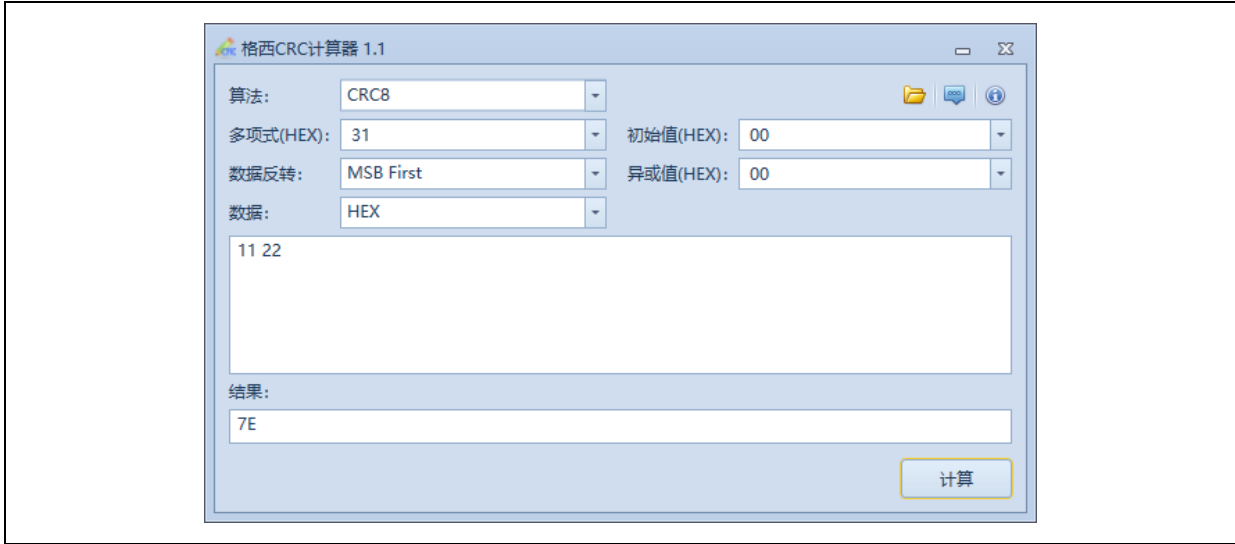 格西CRC计算器 1.1
算法: CRC8
多项式(HEX): 31 初始值(HEX): 00
数据反转: MSB First 异或值(HEX): 00
数据: HEX
11 22
结果:
7E
计算